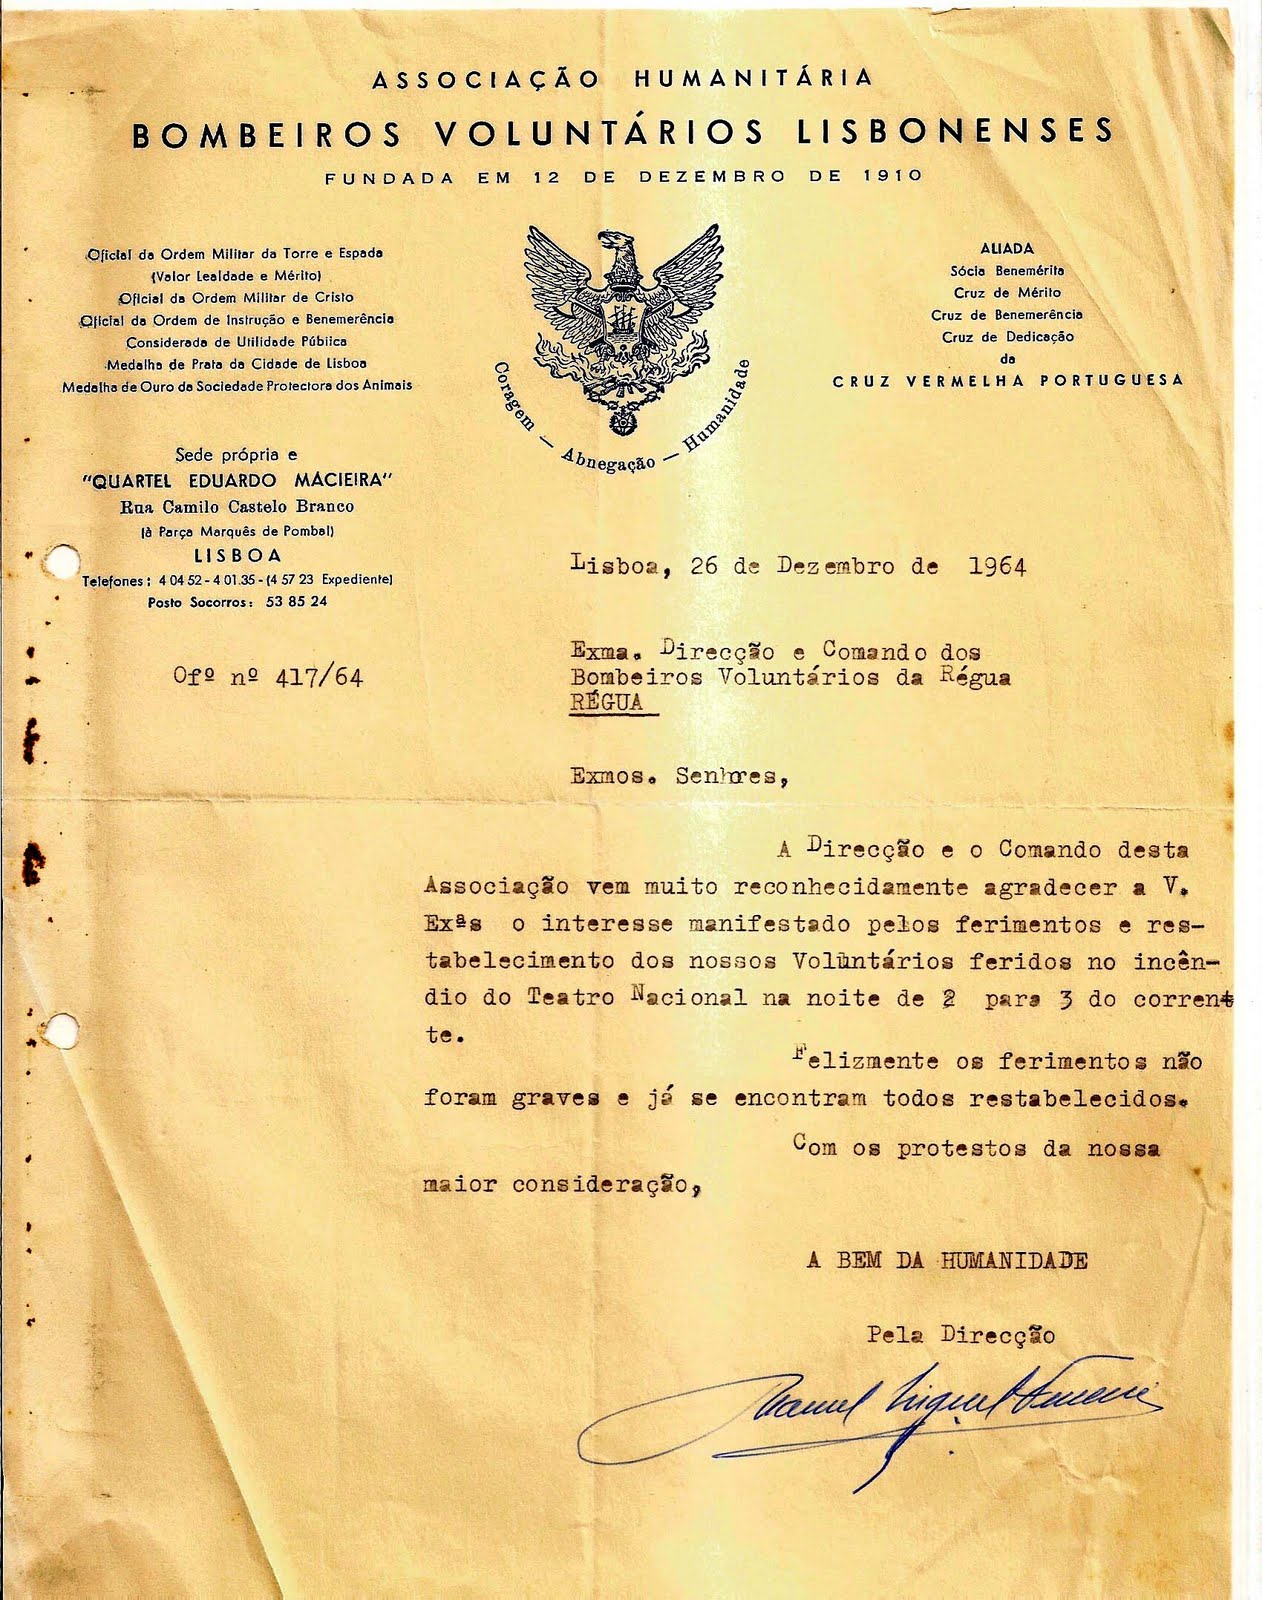 ASSOCIAÇÃO HUMANITÁRIA
BOMBEIROS VOLUNTÁRIOS LISBONENSES
FUNDADA EM 12 DE DEZEMBRO DE 1910
Oficial da Ordem Militar da Torre e Espada
(Valor Lealdade e Mérito)
Oficial da Ordem Militar de Cristo
Oficial da Ordem de Instrução e Benemerência
Considerada de Utilidade Pública
Medalha de Prata da Cidade de Lisboa
Medalha de Ouro da Sociedade Protectora dos Animais
Coragem — Abnegação — Humanidade
ALIADA
Sócia Benemérita
Cruz de Mérito
Cruz de Benemerência
Cruz de Dedicação
da
CRUZ VERMELHA PORTUGUESA
Sede própria e
"QUARTEL EDUARDO MACIEIRA"
Rua Camilo Castelo Branco
(à Parça Marquês de Pombal)
LISBOA
Telefones: 4 04 52 - 4 01.35 - (4 57 23 Expediente)
Posto Socorros: 53 85 24
Lisboa, 26 de Dezembro de 1964
Ofº nº 417/64
Exma. Direcção e Comando dos
Bombeiros Voluntários da Régua
RÉGUA
Exmos. Senhores,
A Direcção e o Comando desta
Associação vem muito reconhecidamente agradecer a V.
Exªs o interesse manifestado pelos ferimentos e res-
tabelecimento dos nossos Voluntários feridos no incên-
dio do Teatro Nacional na noite de 2 para 3 do corrent
te.
Felizmente os ferimentos não
foram graves e já se encontram todos restabelecidos.
Com os protestos da nossa
maior consideração,
A BEM DA HUMANIDADE
Pela Direcção
Manuel Miguel